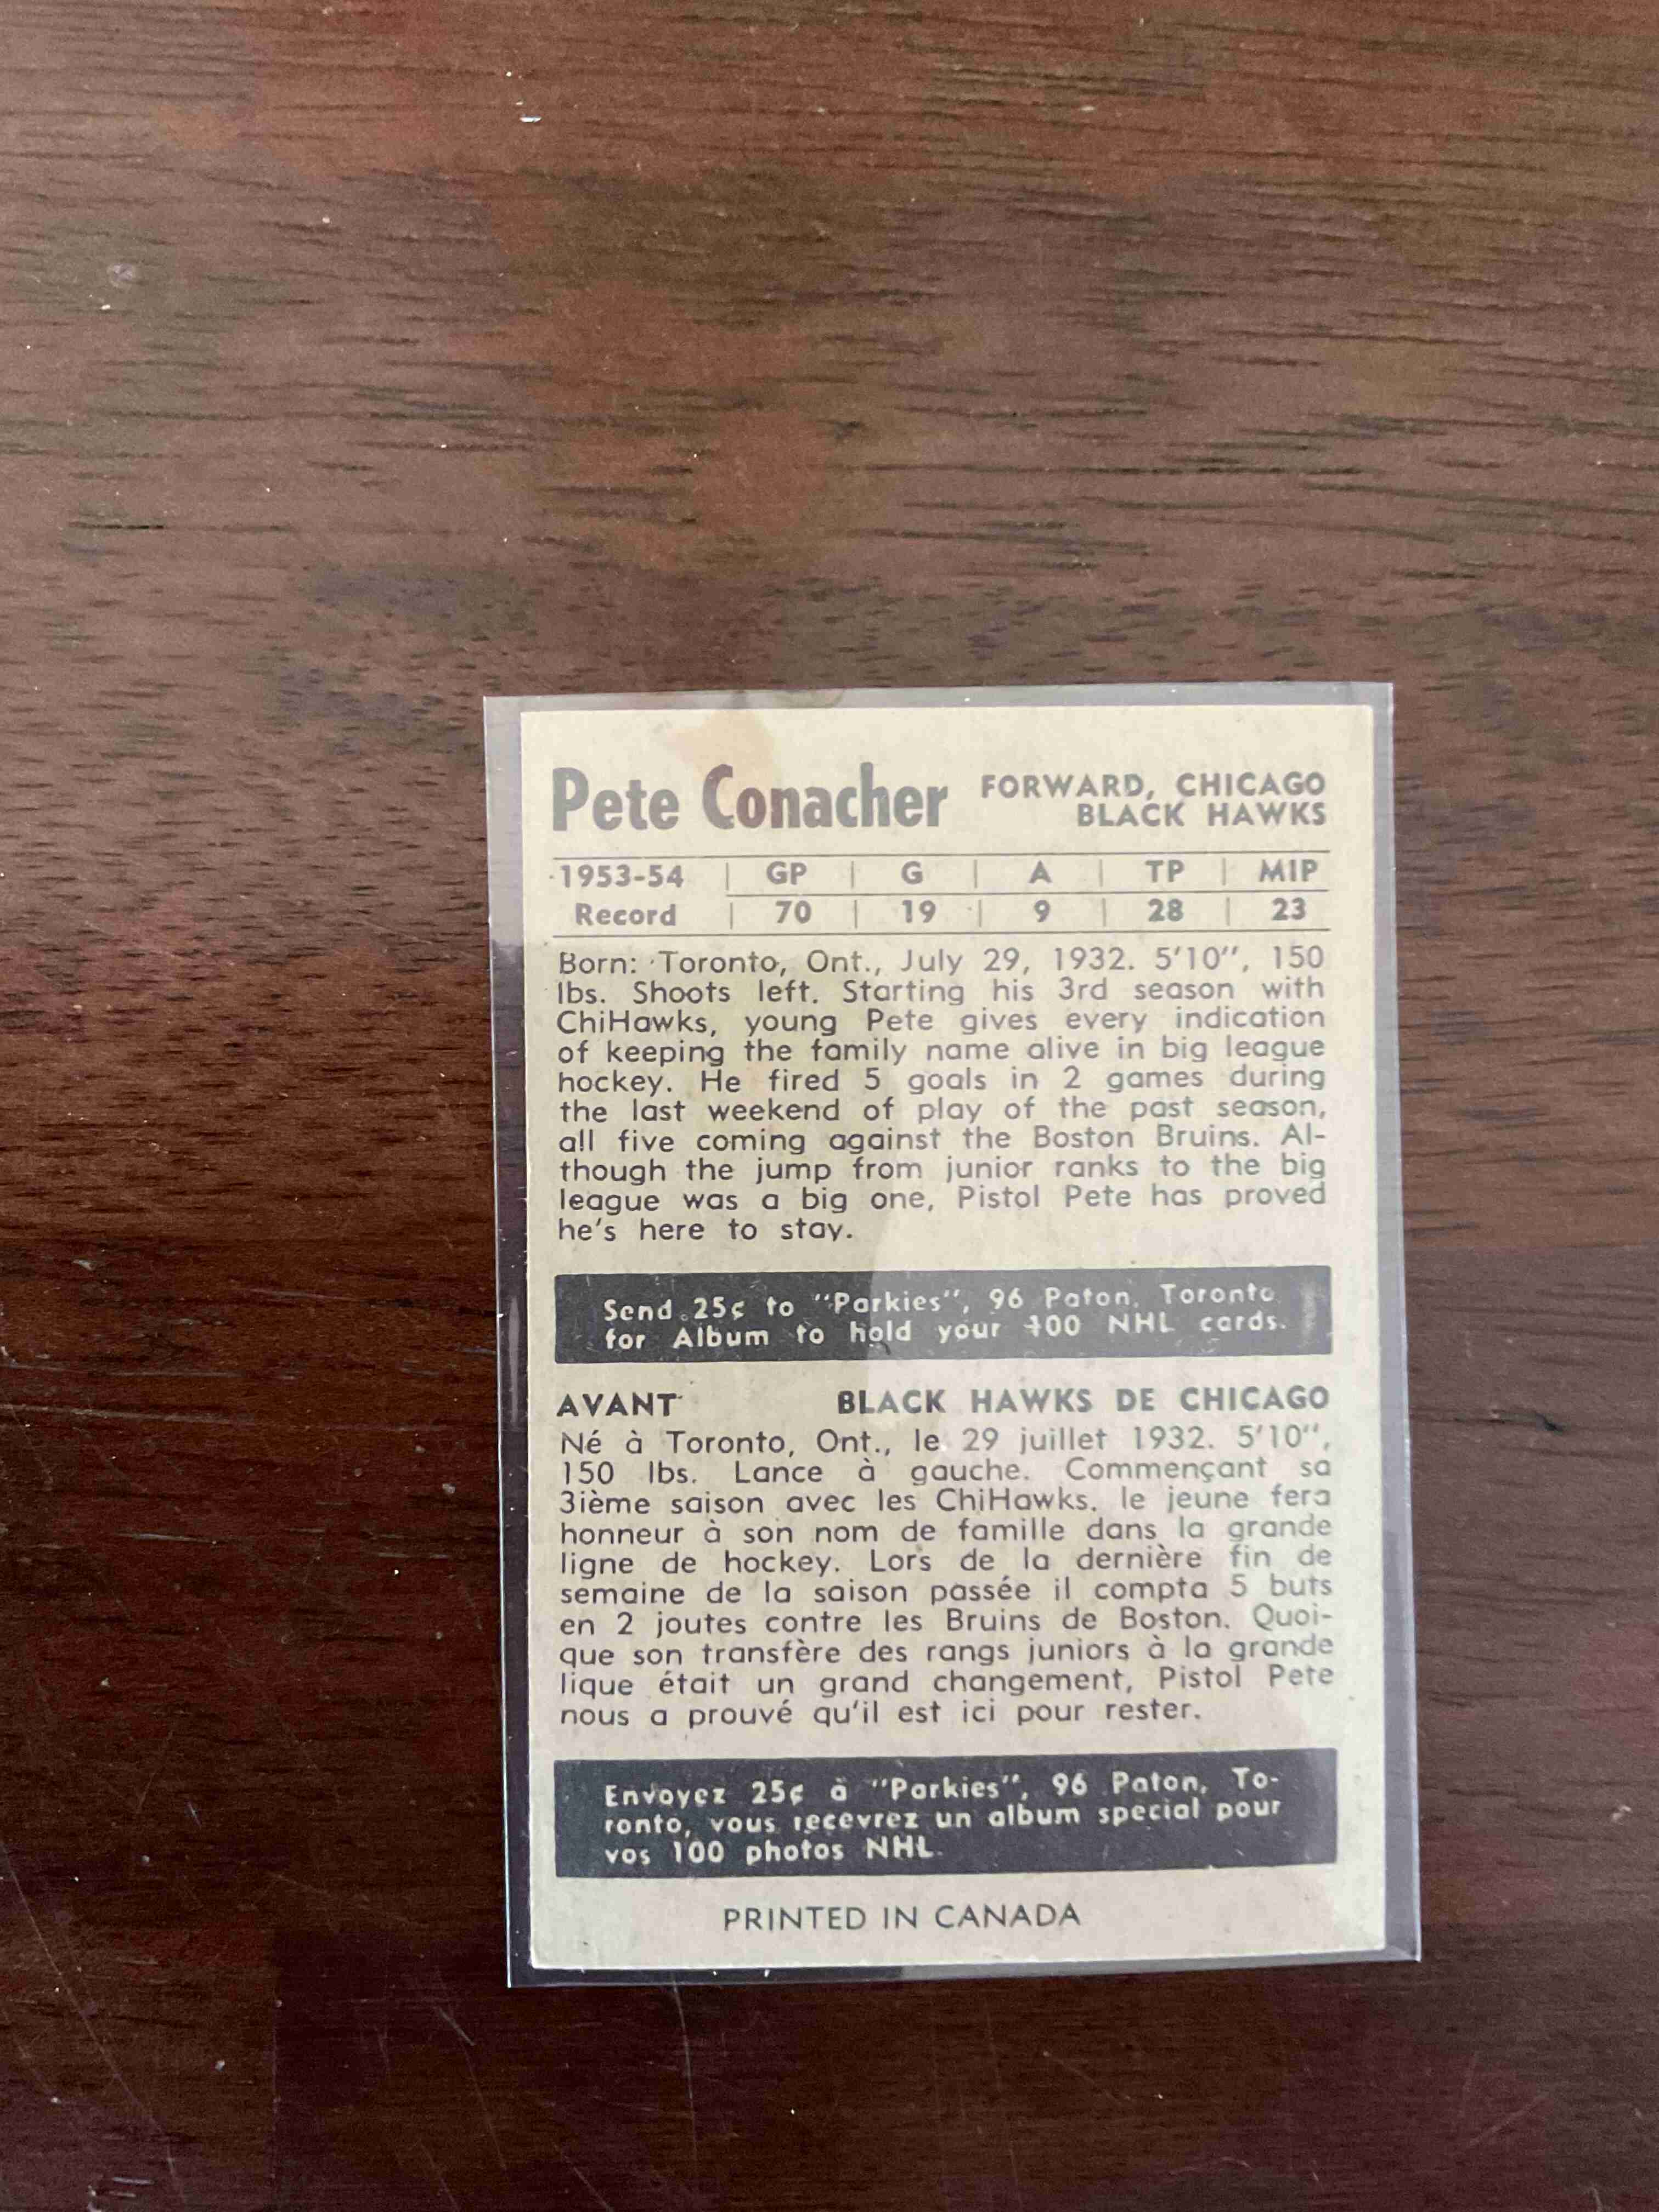 Pete Conacher FORWARD, CHICAGO
BLACK HAWKS
1953-54 | GP | G | A | TP | MIP
Record | 70 | 19 | 9 | 28 | 23
Born: Toronto, Ont., July 29, 1932. 5'10", 150
lbs. Shoots left. Starting his 3rd season with
ChiHawks, young Pete gives every indication
of keeping the family name alive in big league
hockey. He fired 5 goals in 2 games during
the last weekend of play of the past season,
all five coming against the Boston Bruins. Al-
though the jump from junior ranks to the big
league was a big one, Pistol Pete has proved
he's here to stay.
Send 25¢ to "Parkies", 96 Paton, Toronto
for Album to hold your 100 NHL cards.
AVANT BLACK HAWKS DE CHICAGO
Né à Toronto, Ont., le 29 juillet 1932. 5'10",
150 lbs. Lance à gauche. Commençant sa
3ième saison avec les ChiHawks, le jeune fera
honneur à son nom de famille dans la grande
ligne de hockey. Lors de la dernière fin de
semaine de la saison passée il compta 5 buts
en 2 joutes contre les Bruins de Boston. Quoi-
que son transfère des rangs juniors à la grande
lique était un grand changement, Pistol Pete
nous a prouvé qu'il est ici pour rester.
Envoyez 25¢ à "Parkies", 96 Paton, To-
ronto, vous recevrez un album special pour
vos 100 photos NHL.
PRINTED IN CANADA